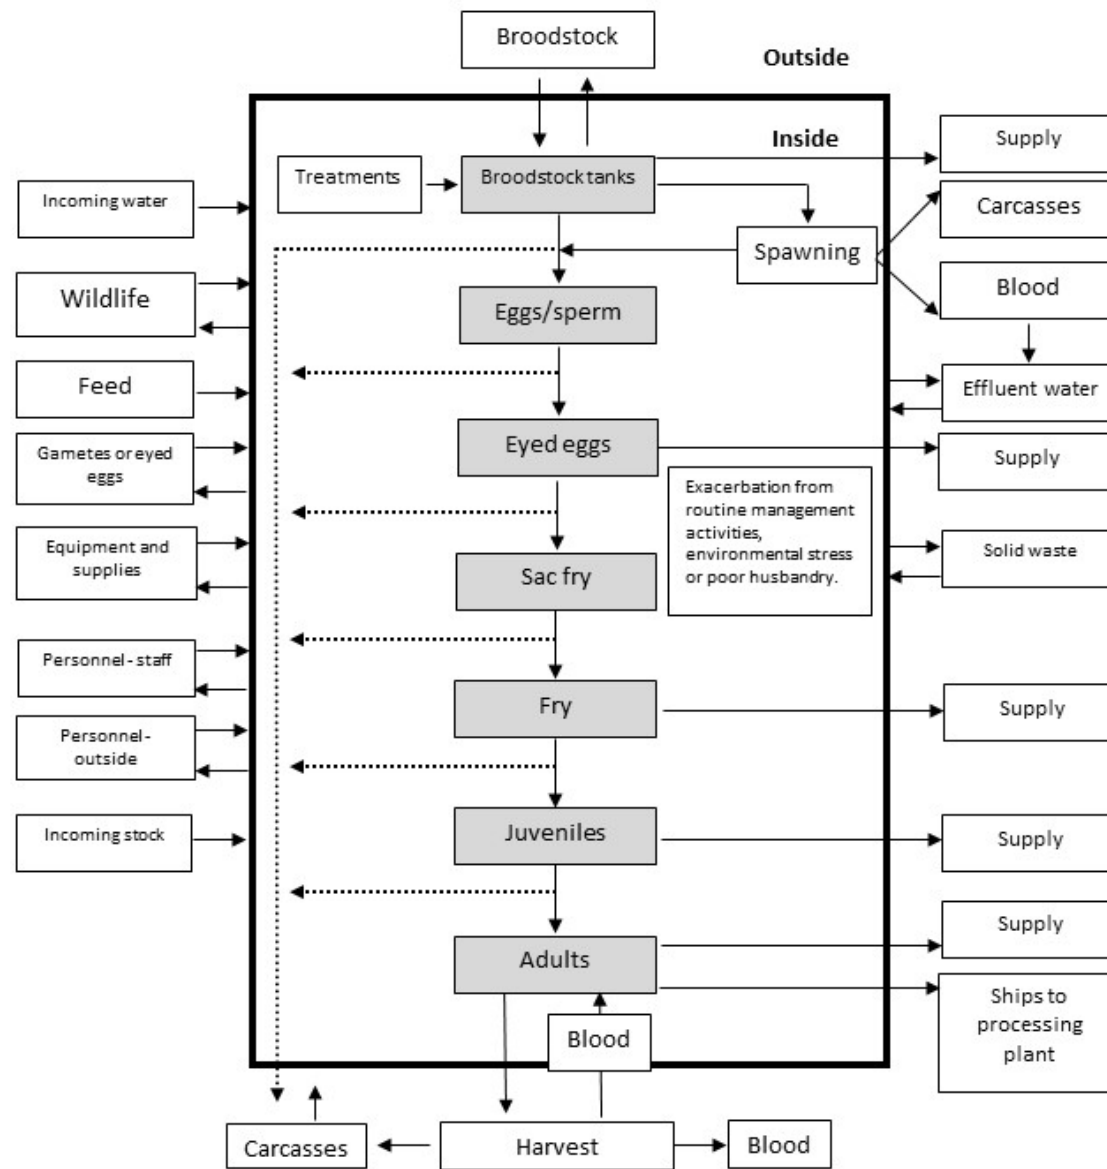 Broodstock
Outside
Inside
Supply
Treatments
Broodstock tanks
Incoming water
Carcasses
Spawning
Wildlife
Blood
Eggs/sperm
Feed
Effluent water
Gametes or eyed
eggs
Eyed eggs
Supply
Exacerbation from
routine management
activities,
environmental stress
or poor husbandry.
Equipment and
supplies
Solid waste
Sac fry
Personnel - staff
Fry
Supply
Personnel -
outside
Incoming stock
Juveniles
Supply
Supply
Adults
Ships to
processing
plant
Blood
Carcasses
Harvest
Blood